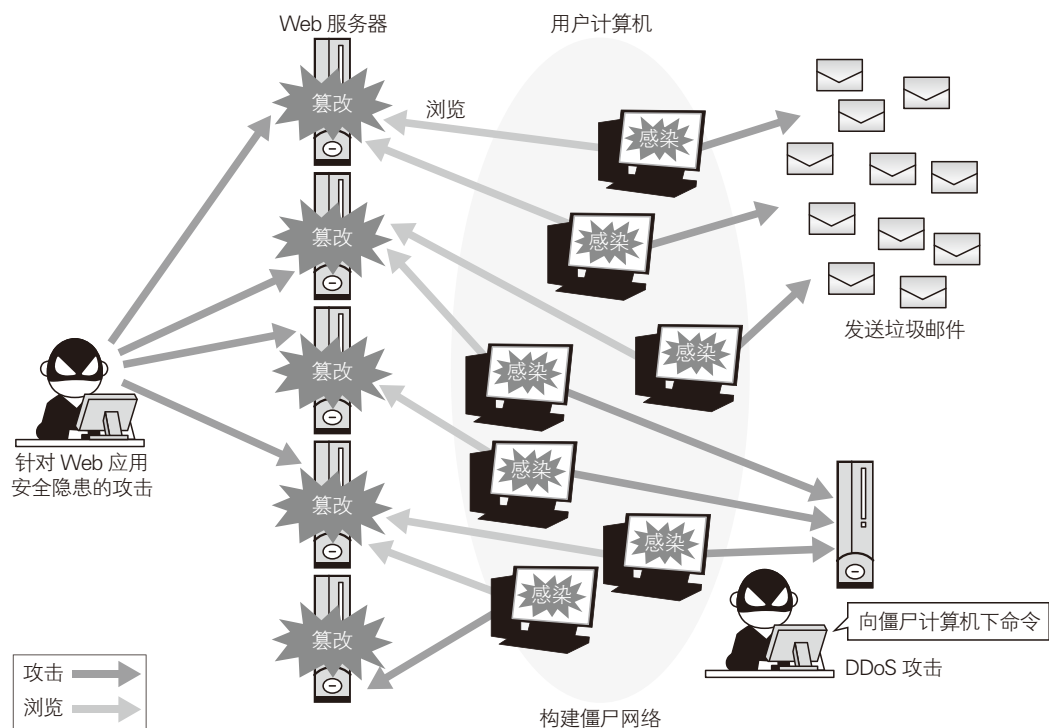 Web 服务器
用户计算机
篡改
浏览
感染
篡改
感染
发送垃圾邮件
篡改
感染
感染
针对 Web 应用
安全隐患的攻击
篡改
感染
感染
篡改
感染
向僵尸计算机下命令
DDoS 攻击
攻击
浏览
构建僵尸网络